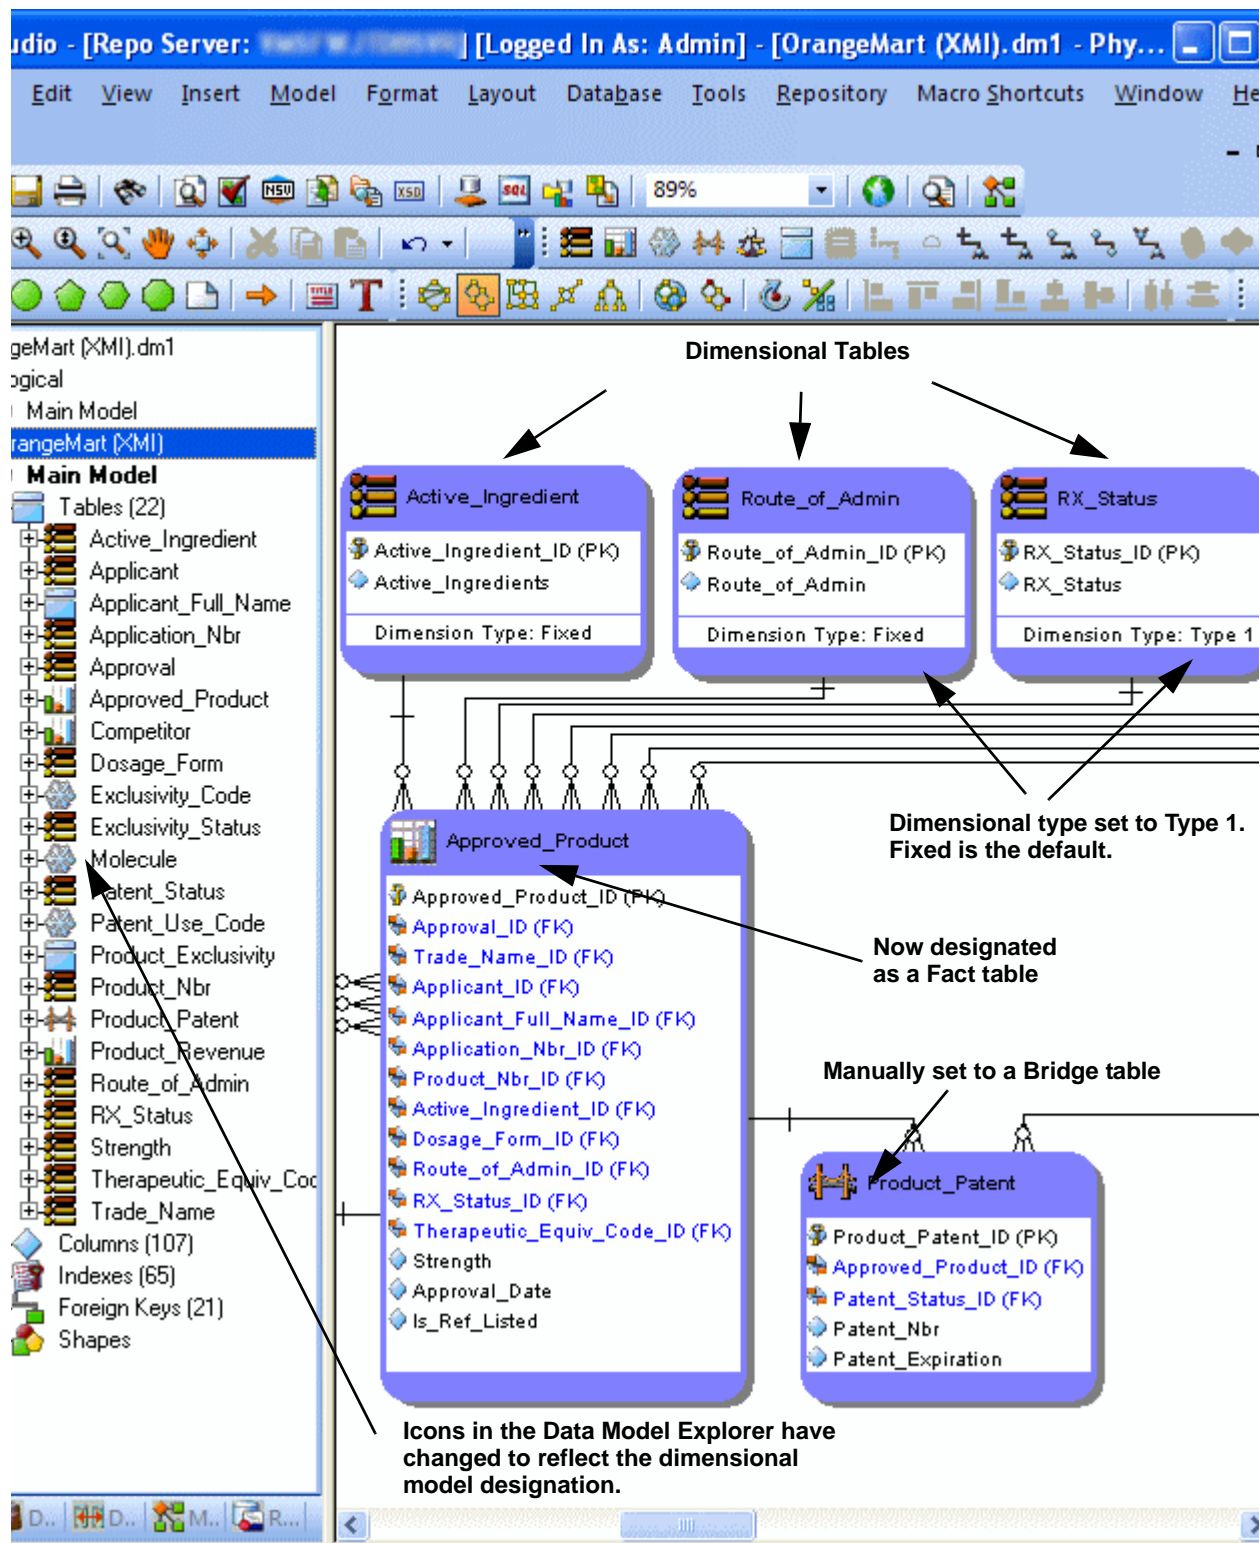 udio - [Repo Server: ] [Logged In As: Admin] - [OrangeMart (XMI).dm1 - Phy...
Edit View Insert Model Format Layout Database Tools Repository Macro Shortcuts Window He
NSU XSD SQL 89%
TITLE T
geMart (XMI).dm1
ogical
Main Model
rangeMart (XMI)
Main Model
Tables (22)
Active_Ingredient
Applicant
Applicant_Full_Name
Application_Nbr
Approval
Approved_Product
Competitor
Dosage_Form
Exclusivity_Code
Exclusivity_Status
Molecule
Patent_Status
Patent_Use_Code
Product_Exclusivity
Product_Nbr
Product_Patent
Product_Revenue
Route_of_Admin
RX_Status
Strength
Therapeutic_Equiv_Coc
Trade_Name
Columns (107)
Indexes (65)
Foreign Keys (21)
Shapes
D.. D.. M.. R...
Dimensional Tables
Active_Ingredient
Active_Ingredient_ID (PK)
Active_Ingredients
Dimension Type: Fixed
Route_of_Admin
Route_of_Admin_ID (PK)
Route_of_Admin
Dimension Type: Fixed
RX_Status
RX_Status_ID (PK)
RX_Status
Dimension Type: Type 1
Dimensional type set to Type 1.
Fixed is the default.
Approved_Product
Approved_Product_ID (PK)
Approval_ID (FK)
Trade_Name_ID (FK)
Applicant_ID (FK)
Applicant_Full_Name_ID (FK)
Application_Nbr_ID (FK)
Product_Nbr_ID (FK)
Active_Ingredient_ID (FK)
Dosage_Form_ID (FK)
Route_of_Admin_ID (FK)
RX_Status_ID (FK)
Therapeutic_Equiv_Code_ID (FK)
Strength
Approval_Date
Is_Ref_Listed
Now designated
as a Fact table
Manually set to a Bridge table
Product_Patent
Product_Patent_ID (PK)
Approved_Product_ID (FK)
Patent_Status_ID (FK)
Patent_Nbr
Patent_Expiration
Icons in the Data Model Explorer have
changed to reflect the dimensional
model designation.